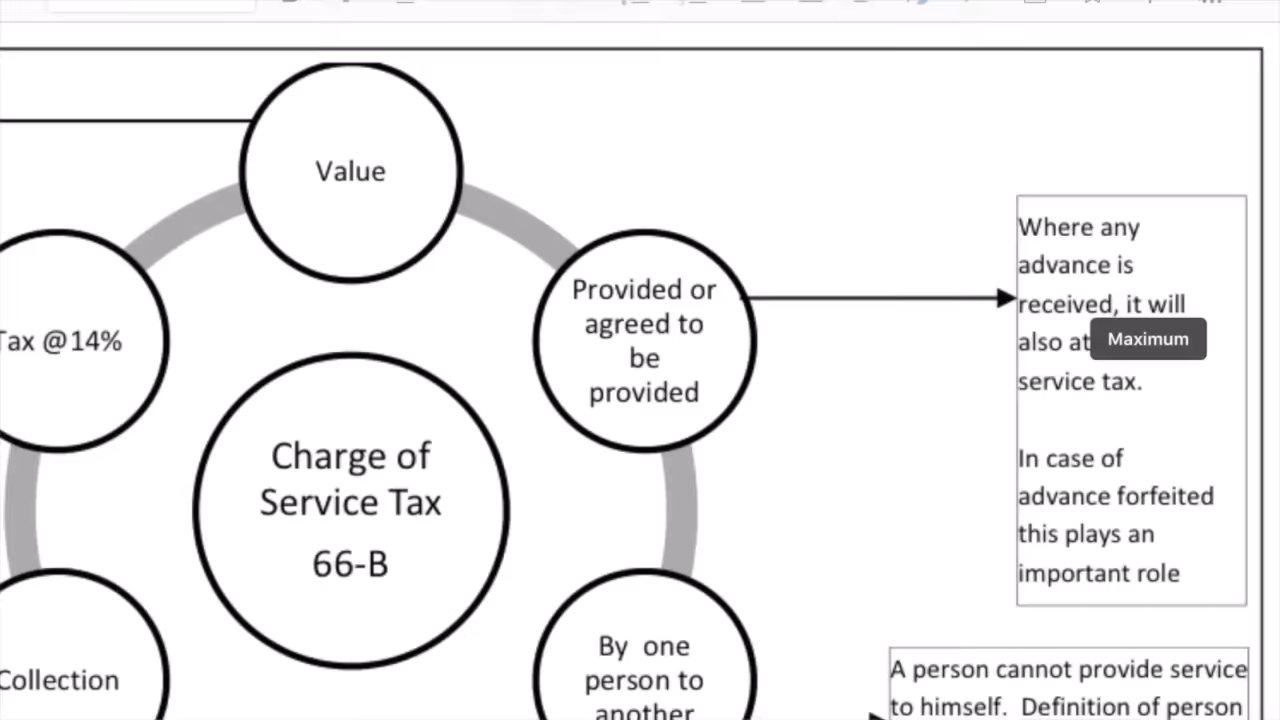 Value
Provided or
agreed to
be
provided
Tax @14%
Charge of
Service Tax
66-B
Collection
By one
person to
another
Where any
advance is
received, it will
also at
Maximum
service tax.
In case of
advance forfeited
this plays an
important role
A person cannot provide service
to himself. Definition of person